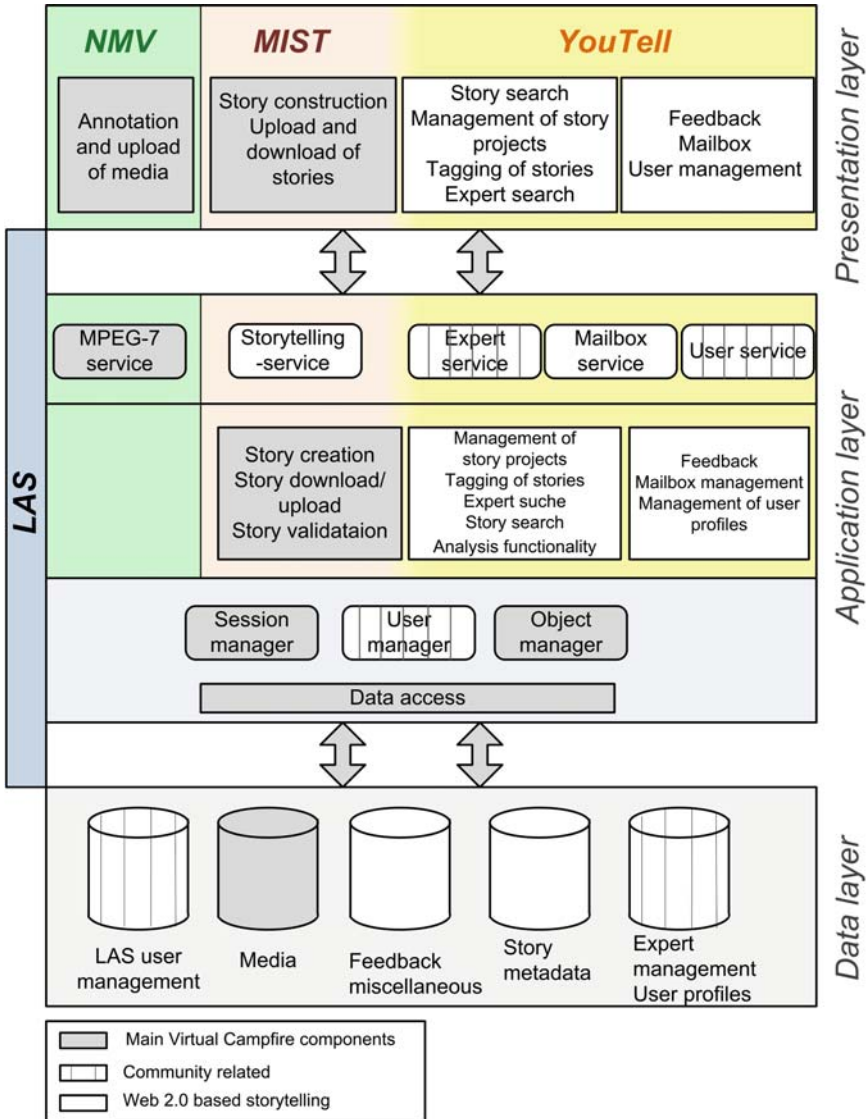 NMV
MIST
YouTell
Annotation
and upload
of media
Story construction
Upload and
download of
stories
Story search
Management of story
projects
Tagging of stories
Expert search
Feedback
Mailbox
User management
Presentation layer
LAS
MPEG-7
service
Storytelling
-service
Expert
service
Mailbox
service
User service
Story creation
Story download/
upload
Story validataion
Management of
story projects
Tagging of stories
Expert suche
Story search
Analysis functionality
Feedback
Mailbox management
Management of user
profiles
Application layer
Session
manager
User
manager
Object
manager
Data access
LAS user
management
Media
Feedback
miscellaneous
Story
metadata
Expert
management
User profiles
Data layer
Main Virtual Campfire components
Community related
Web 2.0 based storytelling